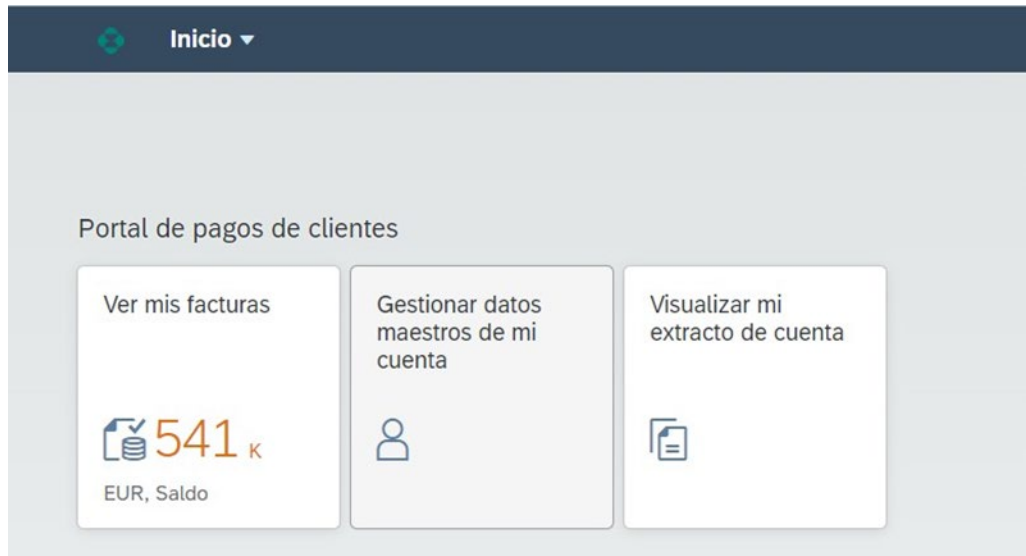 Inicio
Portal de pagos de clientes
Ver mis facturas
541 K
EUR, Saldo
Gestionar datos
maestros de mi
cuenta
Visualizar mi
extracto de cuenta